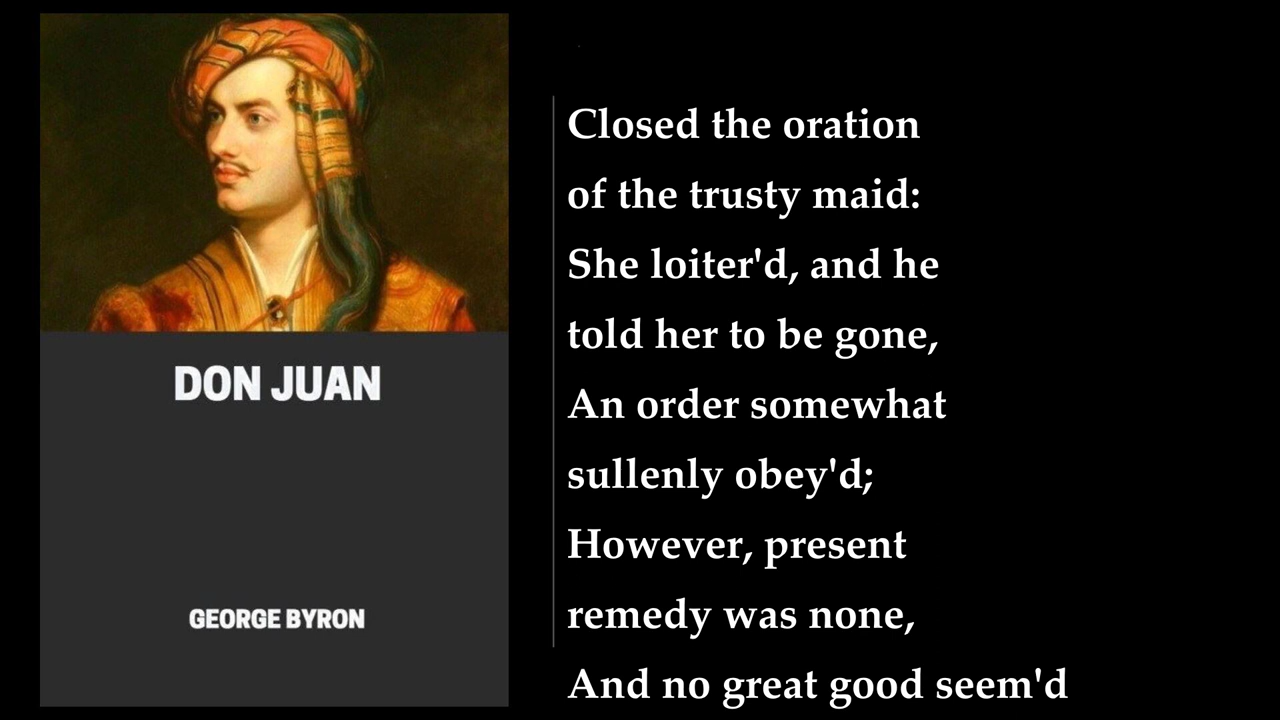 DON JUAN
GEORGE BYRON
Closed the oration
of the trusty maid:
She loiter'd, and he
told her to be gone,
An order somewhat
sullenly obey'd;
However, present
remedy was none,
And no great good seem'd